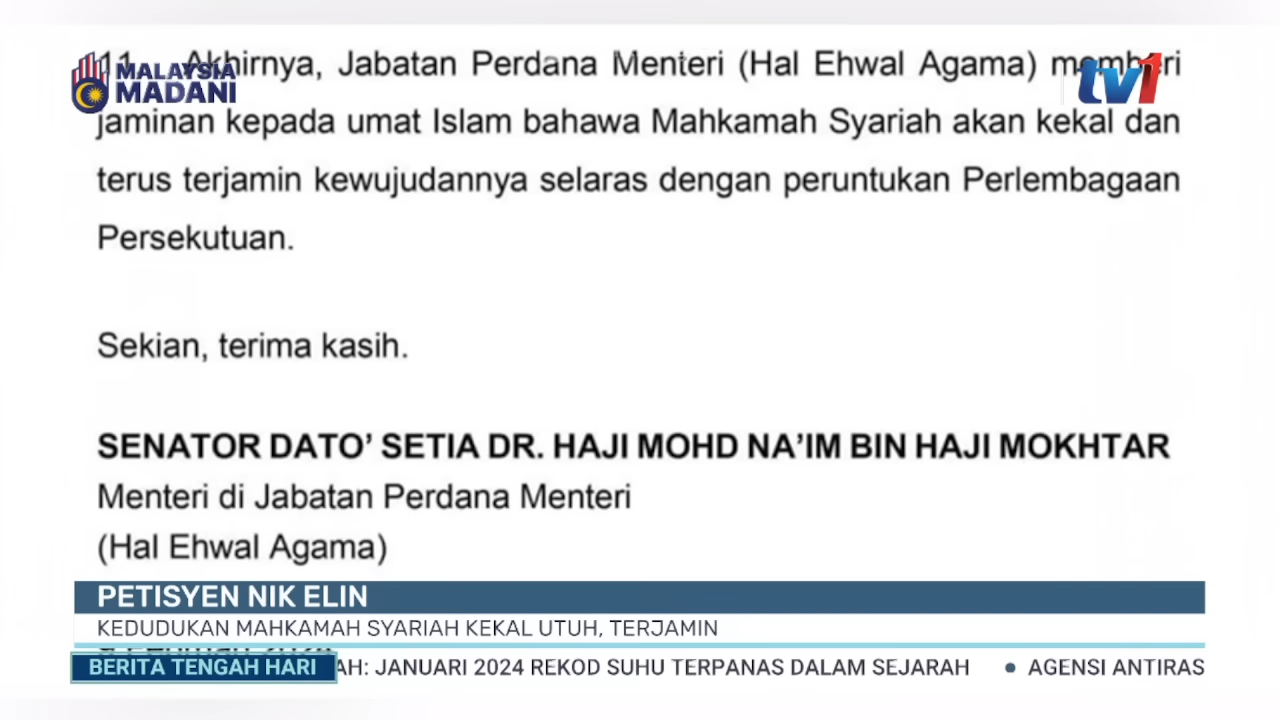 11. Akhirnya, Jabatan Perdana Menteri (Hal Ehwal Agama) memberi
jaminan kepada umat Islam bahawa Mahkamah Syariah akan kekal dan
terus terjamin kewujudannya selaras dengan peruntukan Perlembagaan
Persekutuan.
MALAYSIA
MADANI
tv1
Sekian, terima kasih.
SENATOR DATO’ SETIA DR. HAJI MOHD NA’IM BIN HAJI MOKHTAR
Menteri di Jabatan Perdana Menteri
(Hal Ehwal Agama)
PETISYEN NIK ELIN
KEDUDUKAN MAHKAMAH SYARIAH KEKAL UTUH, TERJAMIN
BERITA TENGAH HARI
AH: JANUARI 2024 REKOD SUHU TERPANAS DALAM SEJARAH • AGENSI ANTIRAS